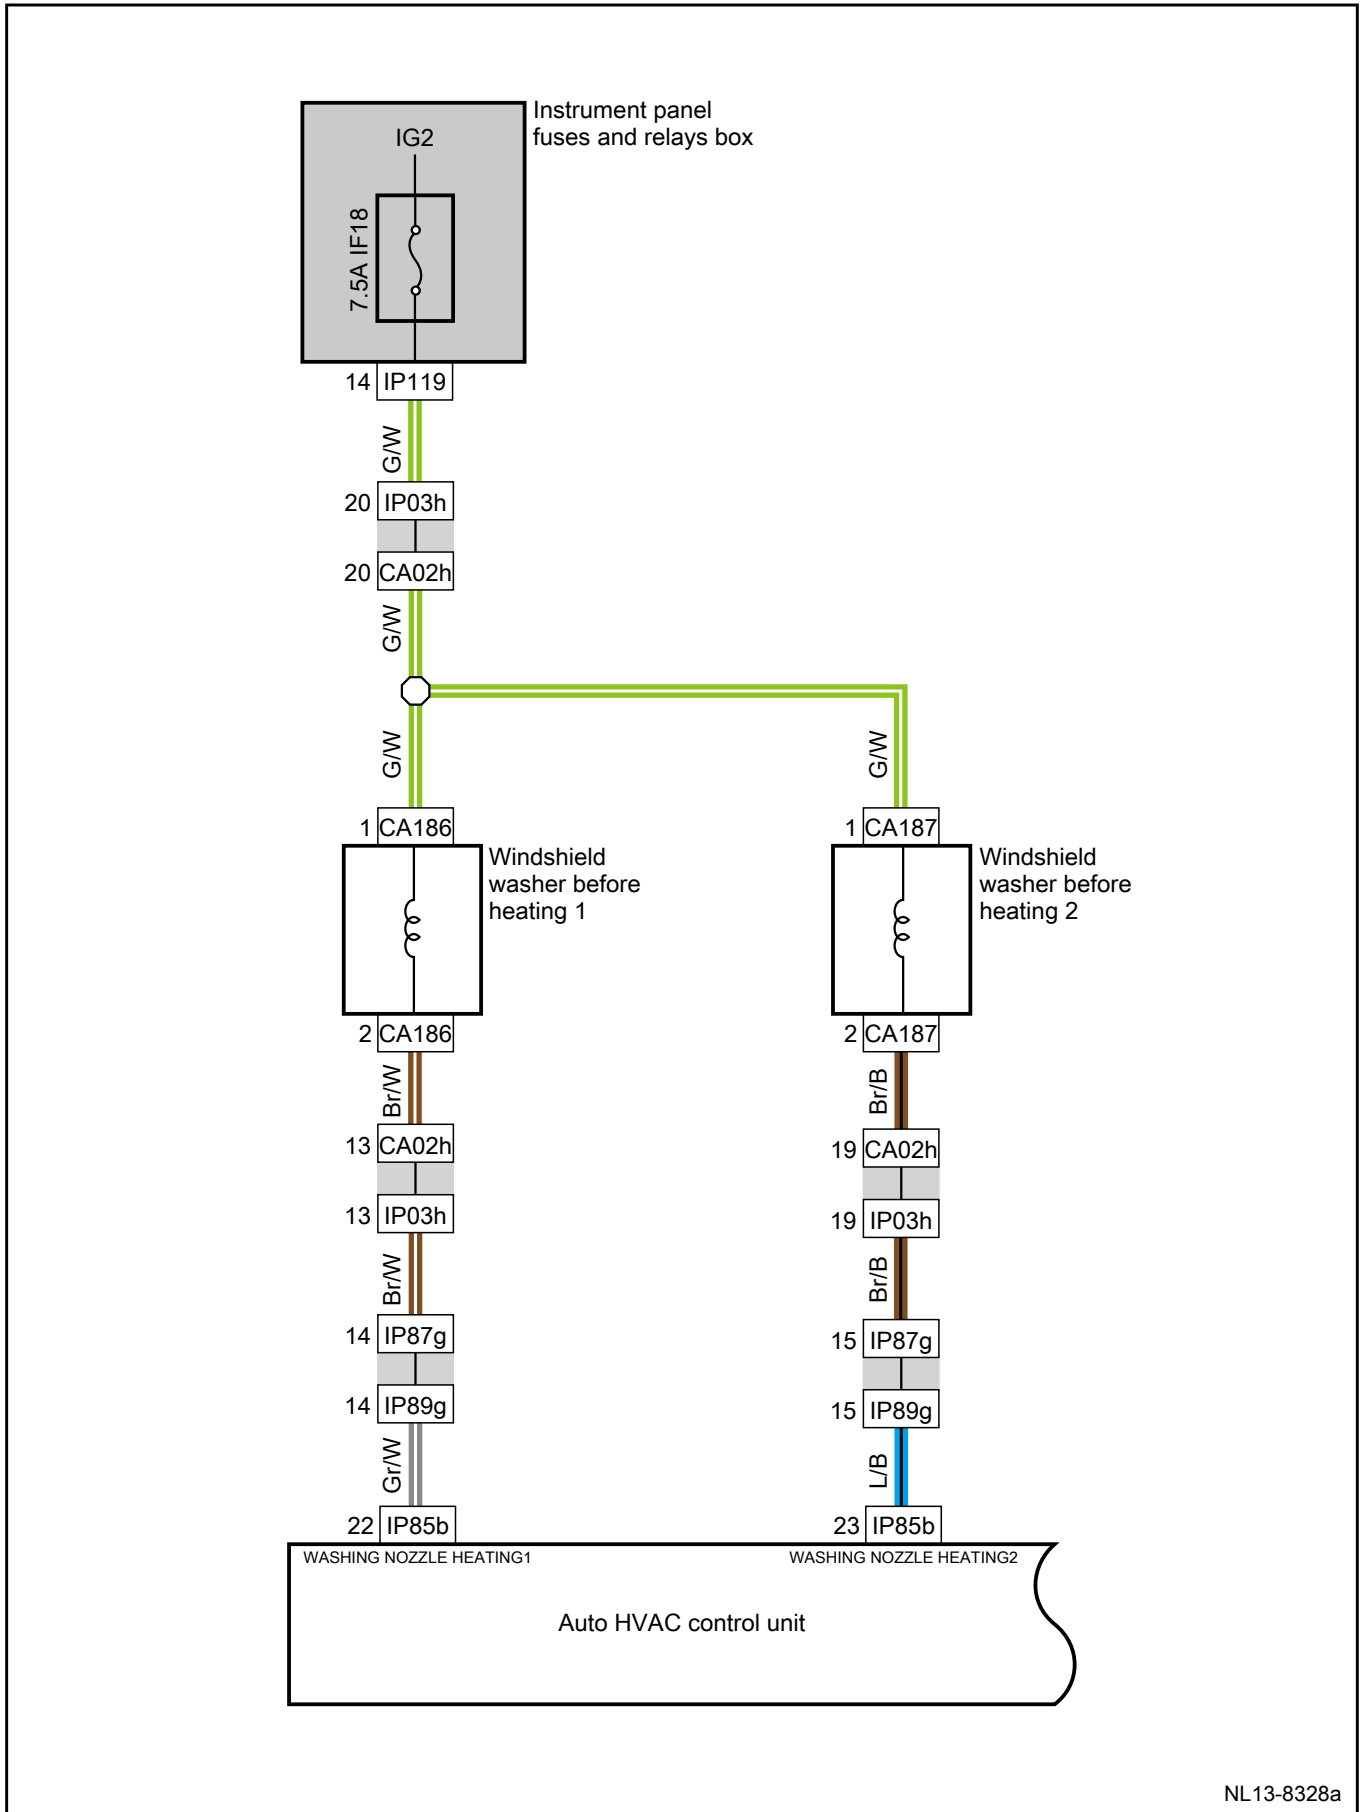 Instrument panel
fuses and relays box
IG2
7.5A IF18
14 IP119
G/W
20 IP03h
20 CA02h
G/W
G/W
G/W
1 CA186
1 CA187
Windshield
washer before
heating 1
Windshield
washer before
heating 2
2 CA186
2 CA187
Br/W
Br/B
13 CA02h
19 CA02h
13 IP03h
19 IP03h
Br/W
Br/B
14 IP87g
15 IP87g
14 IP89g
15 IP89g
Gr/W
L/B
22 IP85b
23 IP85b
WASHING NOZZLE HEATING1
WASHING NOZZLE HEATING2
Auto HVAC control unit
NL13-8328a